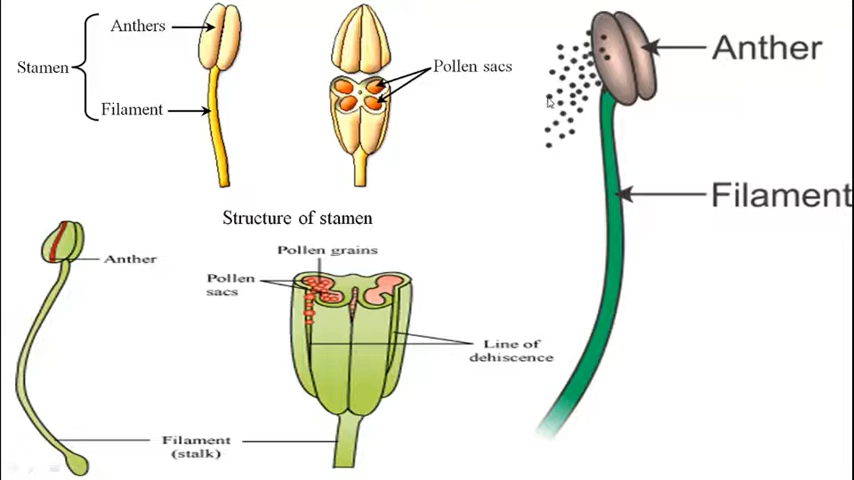 Anthers
Stamen
Filament
Pollen sacs
Structure of stamen
Anther
Filament
Anther
Pollen grains
Pollen
sacs
Line of
dehiscence
Filament
(stalk)